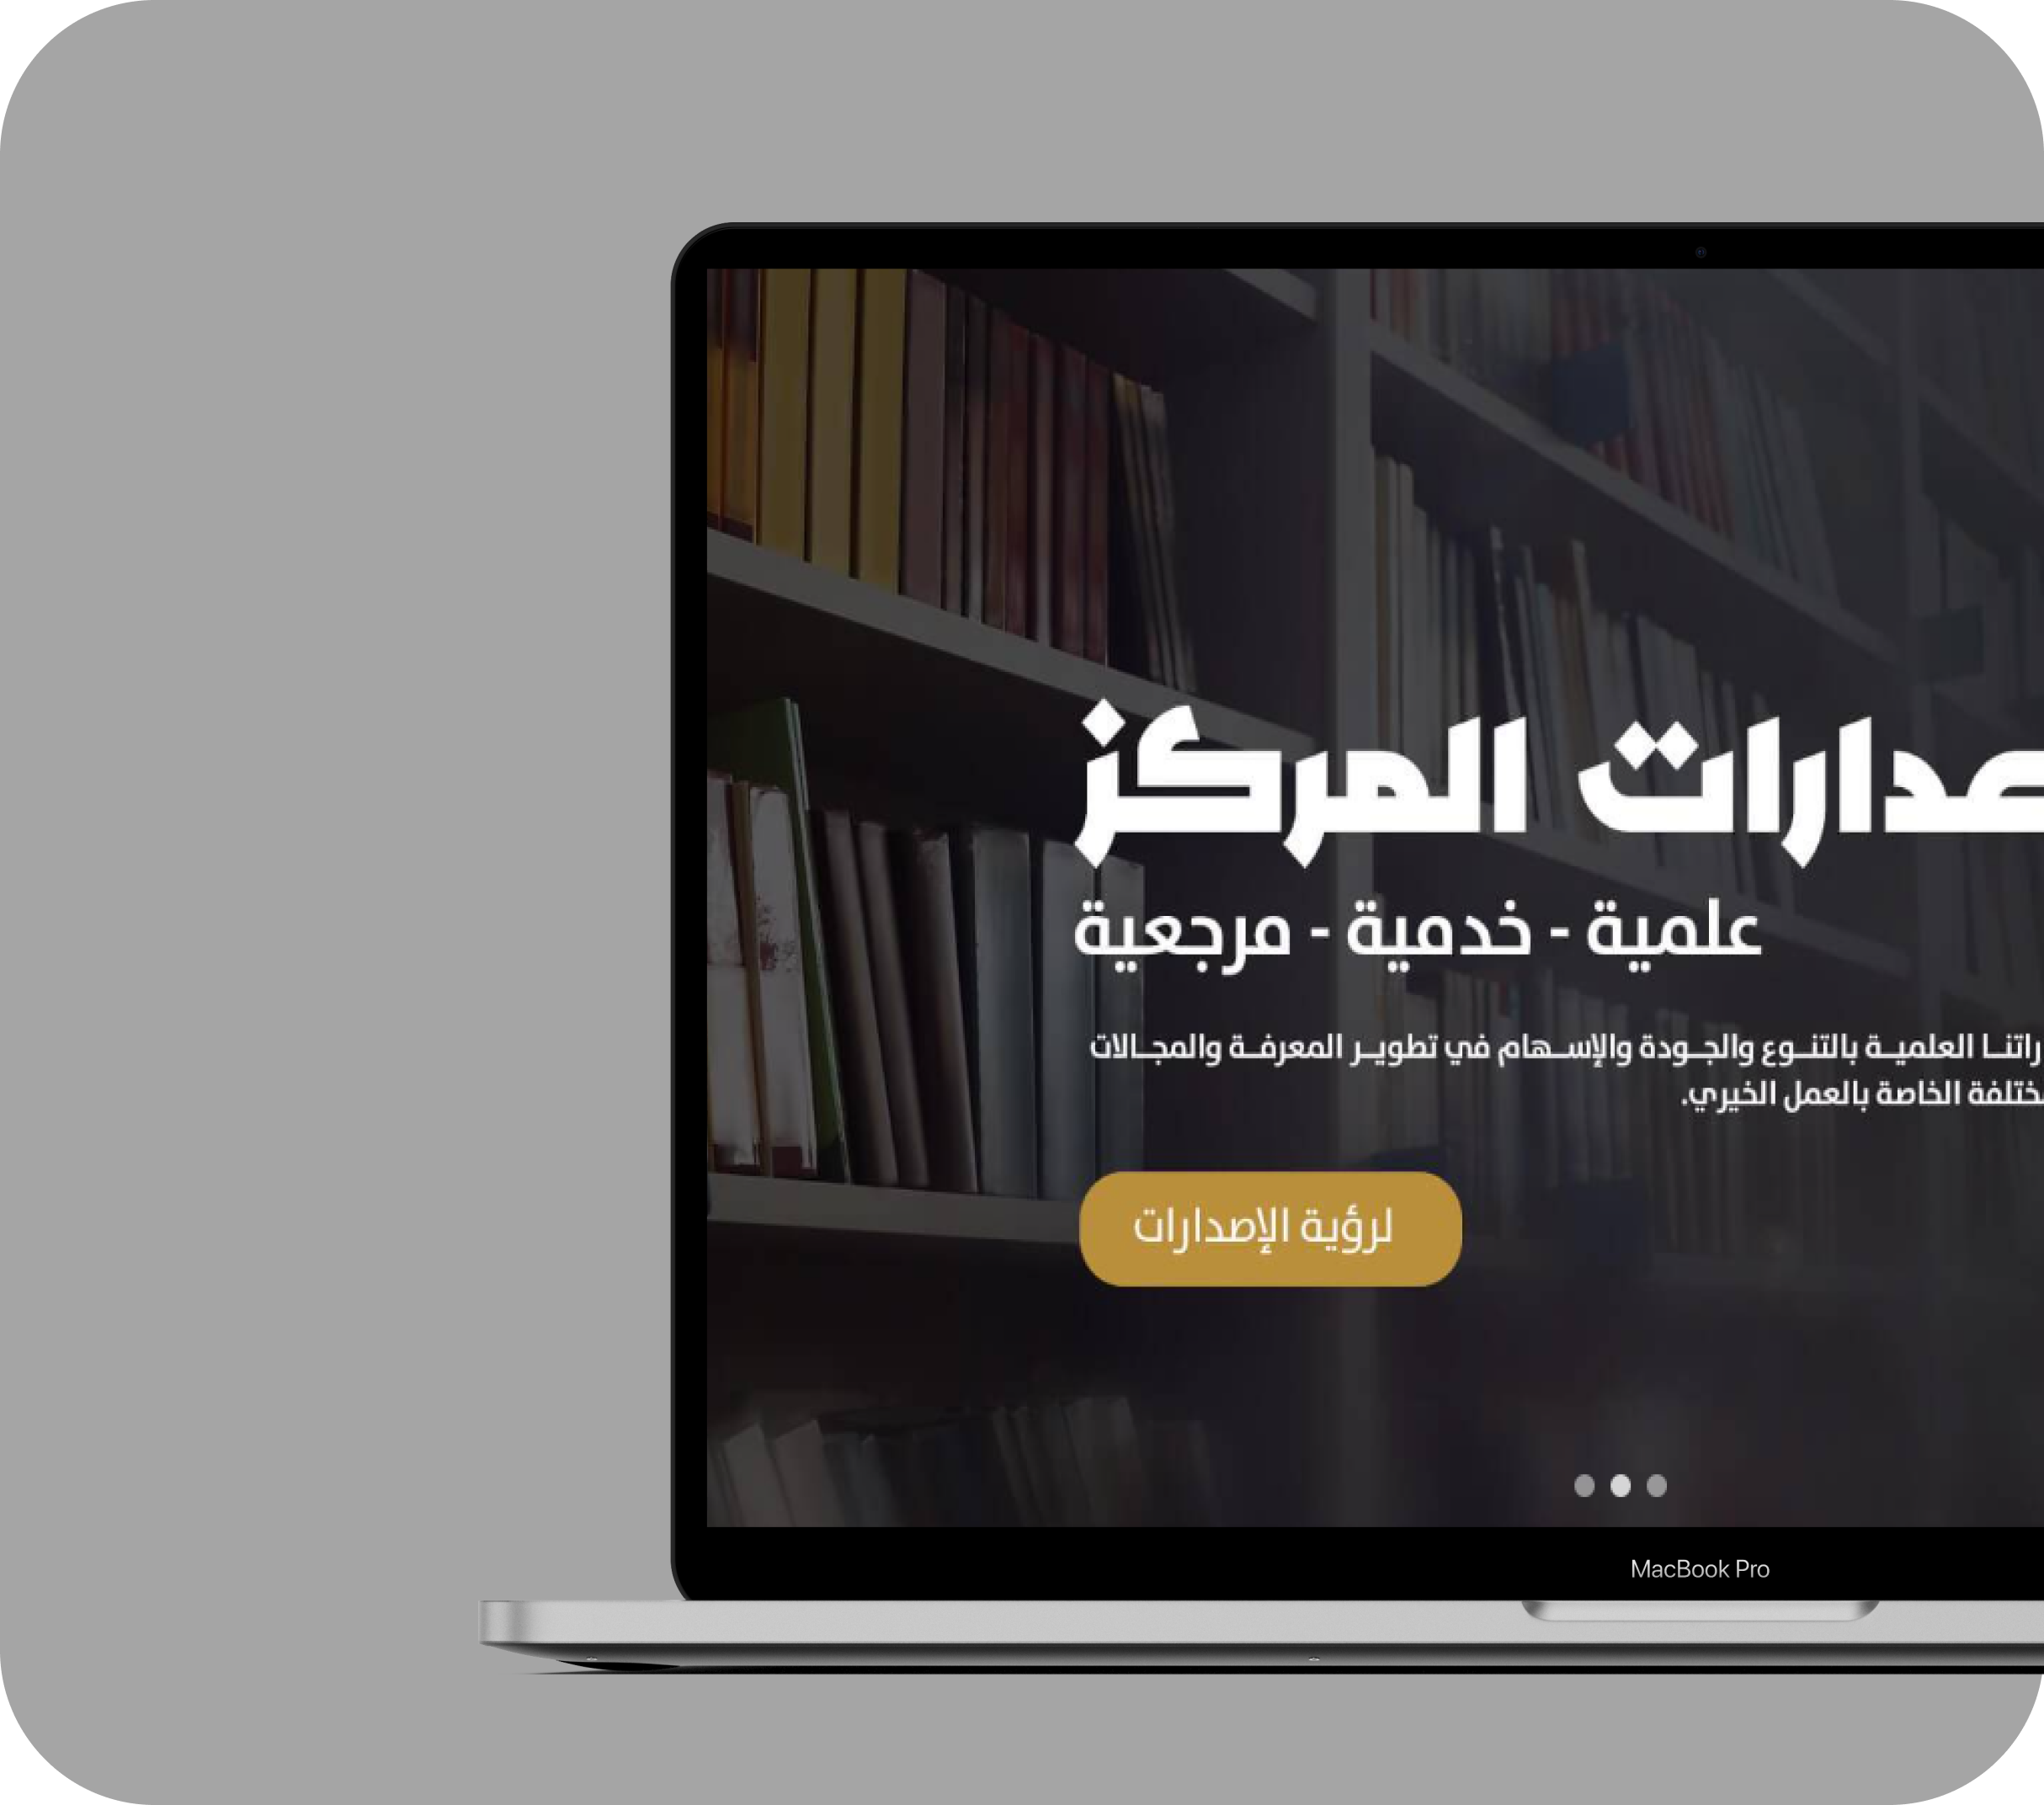 صدارات المركز
علمية - خدمية - مرجعية
راتنا العلمية بالتنوع والجودة والإسهام في تطوير المعرفة والمجالات
ختلفة الخاصة بالعمل الخيري.
لرؤية الإصدارات
MacBook Pro